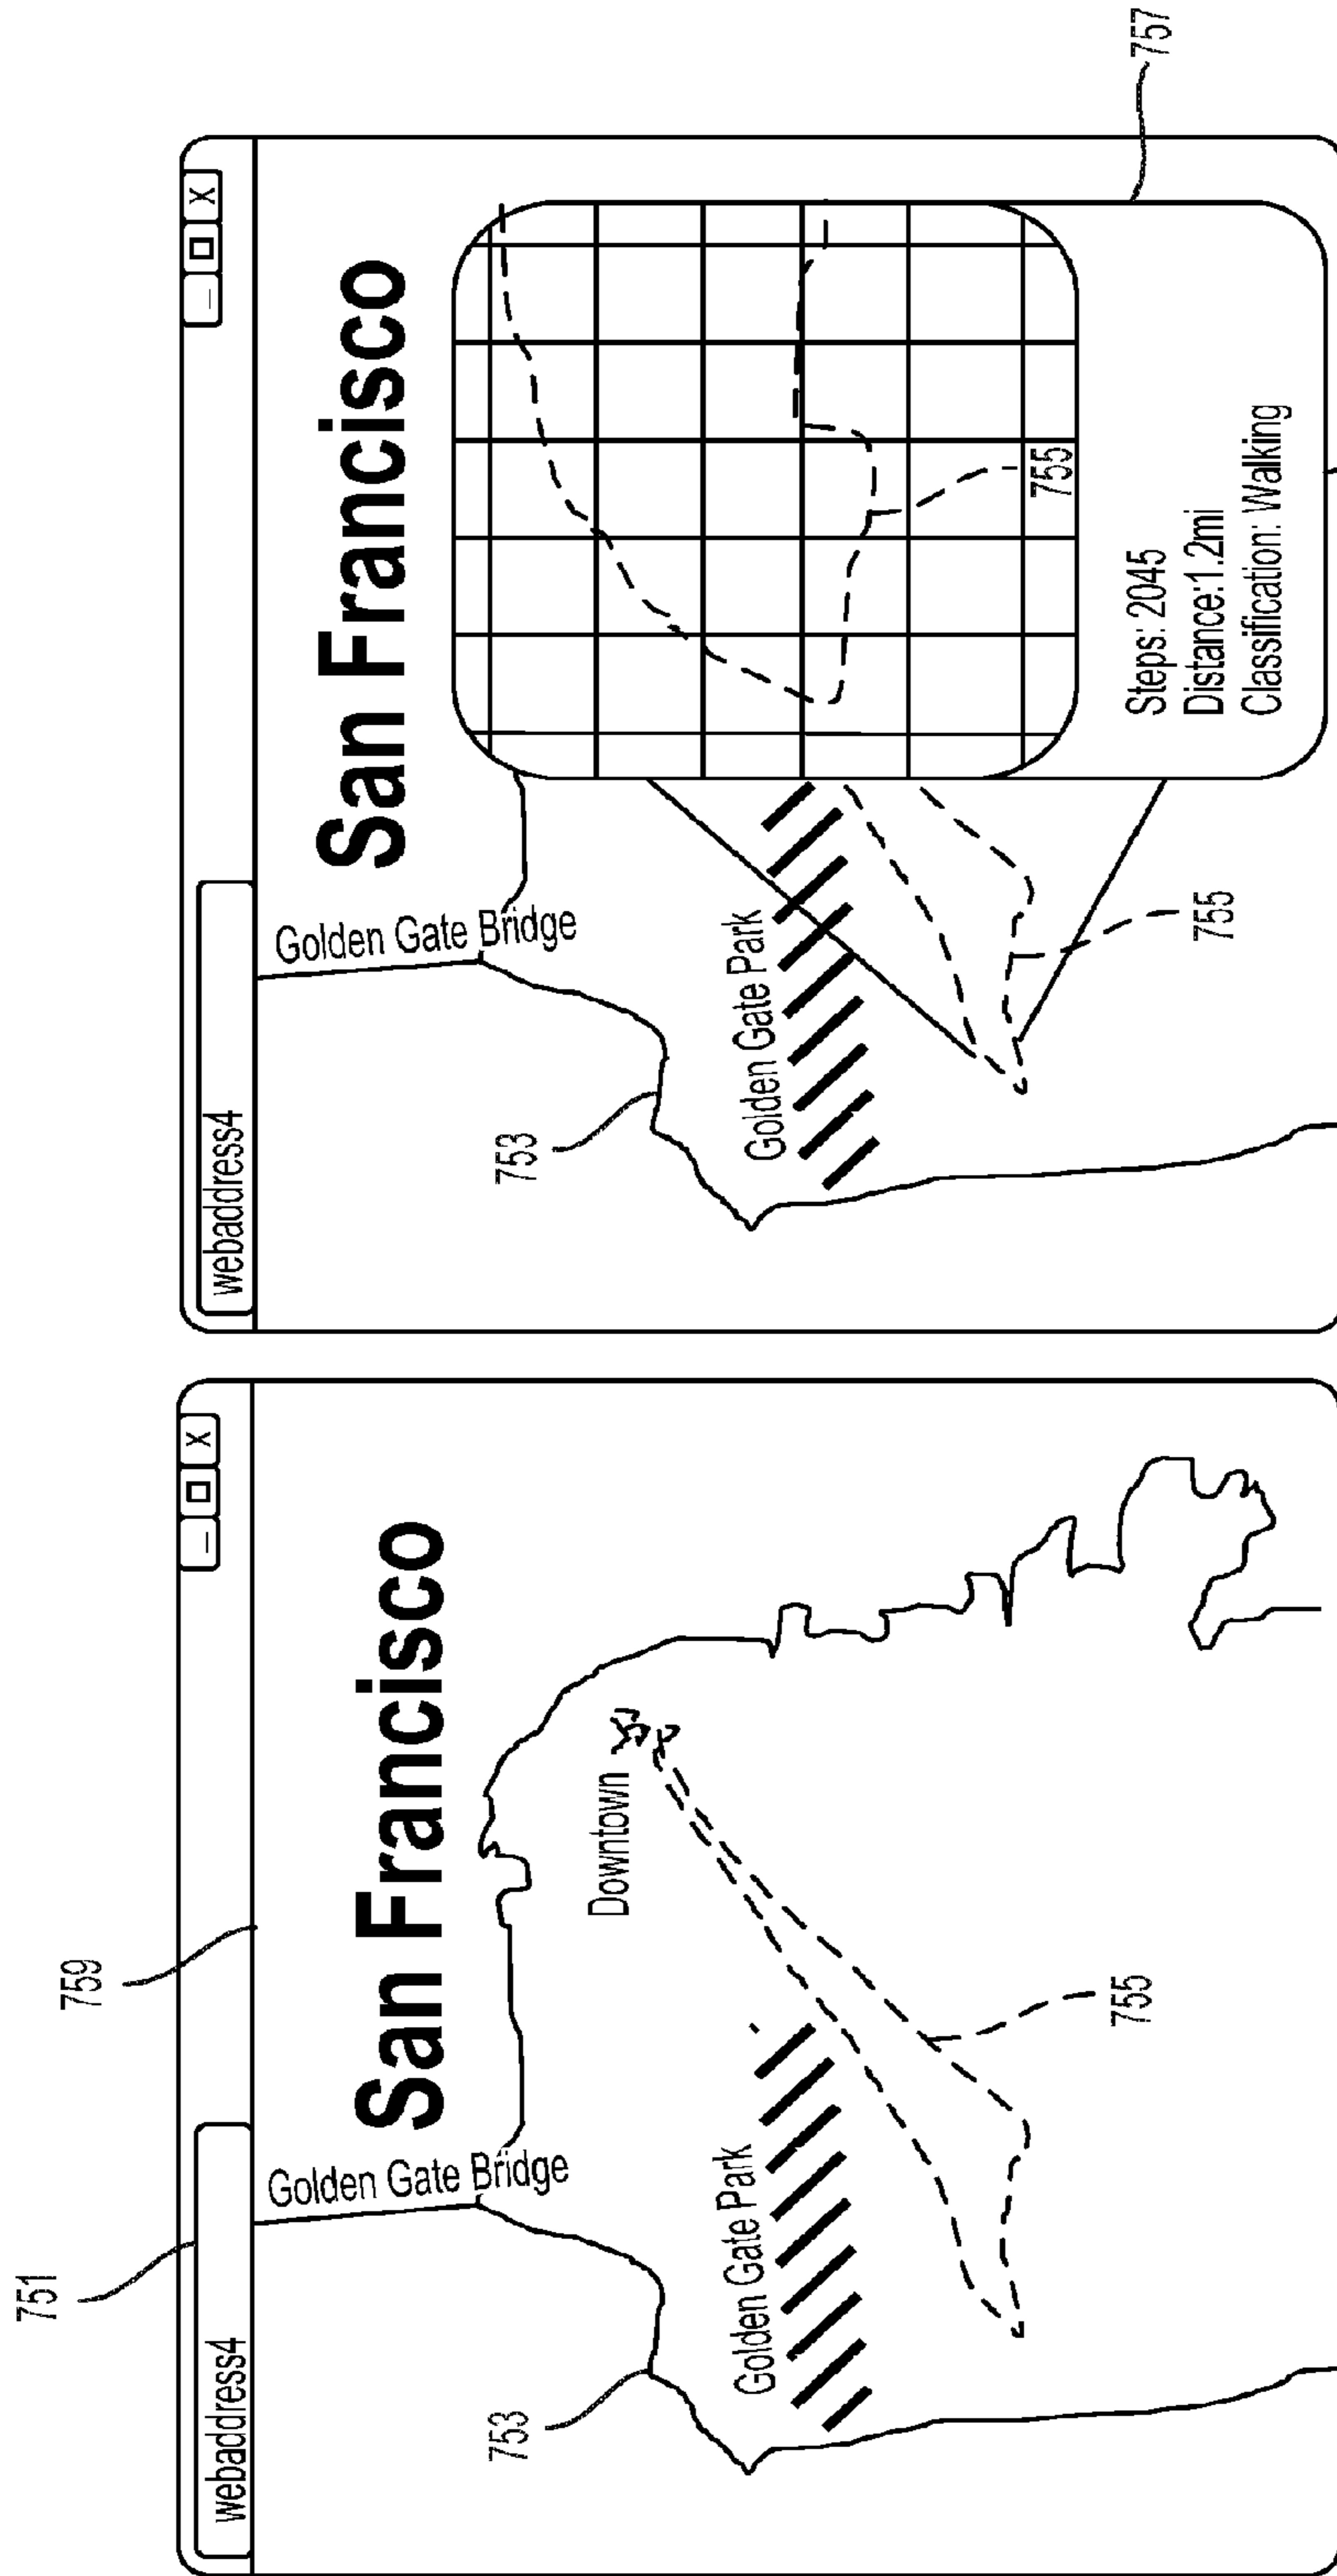 751
759
webaddress4
_ X
San Francisco
Golden Gate Bridge
753
Downtown
Golden Gate Park
755
webaddress4
_ X
San Francisco
Golden Gate Bridge
753
Golden Gate Park
755
755
Steps: 2045
Distance:1.2mi
Classification: Walking
757